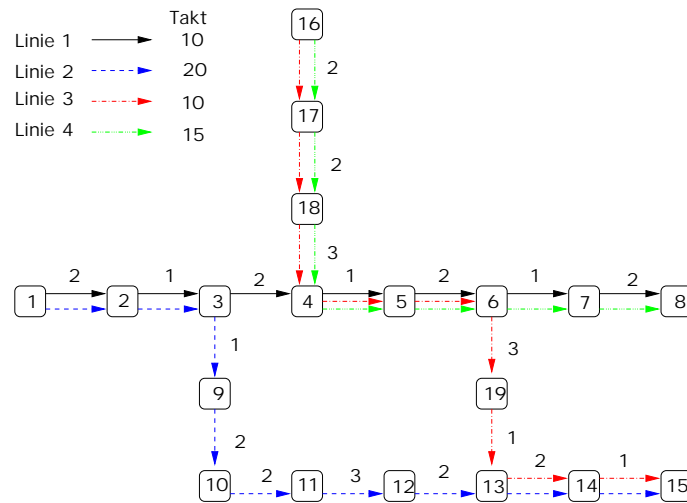 Takt
Linie 1 10
Linie 2 20
Linie 3 10
Linie 4 15
16
2
17
2
18
3
2 1 2 1 2 1 2
1 2 3 4 5 6 7 8
1 3
9 19
2 1
2 3 2 2 1
10 11 12 13 14 15